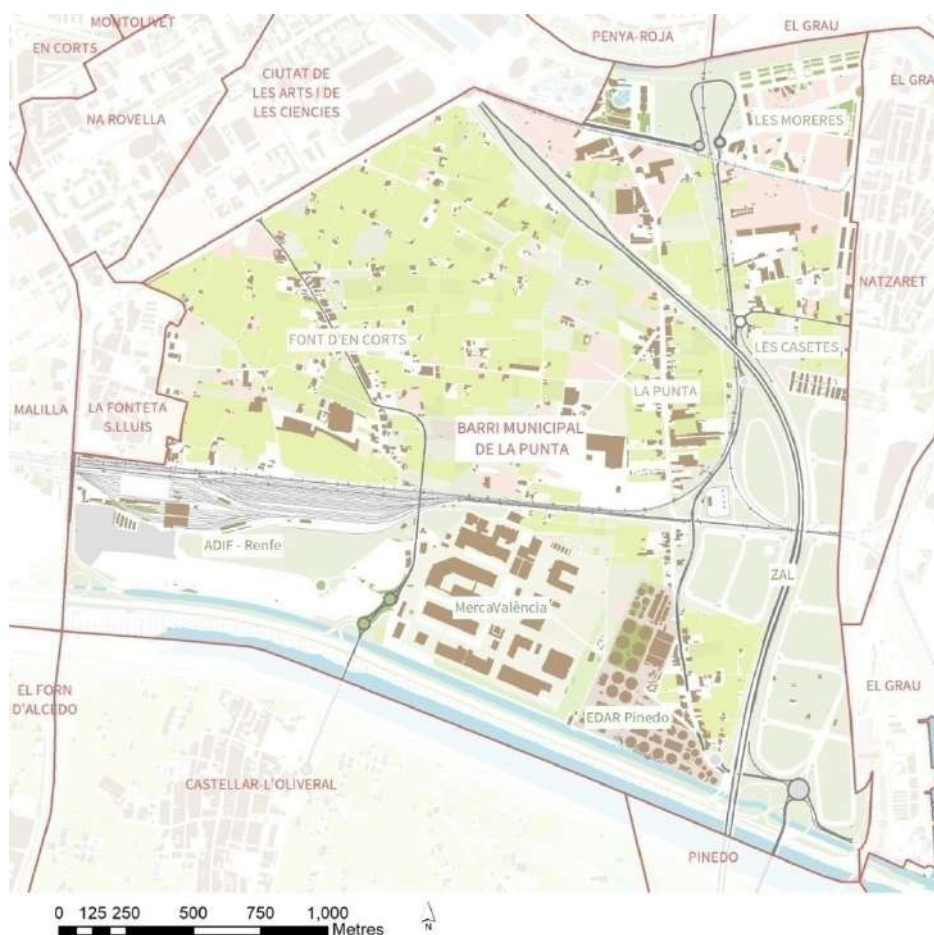 MONTOLIVET
EN CORTS
PENYA-ROJA
EL GRAU
CIUTAT DE
LES ARTS I DE
LES CIENCIES
EL GRA
NA ROVELLA
LES MORERES
NATZARET
FONT D'EN CORTS
LES CASETES
LA PUNTA
MALILLA
LA FONTETA
S.LLUIS
BARRI MUNICIPAL
DE LA PUNTA
ADIF - Renfe
ZAL
MercaValència
EL FORN
D'ALCEDO
EL GRAU
EDAR Pinedo
CASTELLAR-L'OLIVERAL
PINEDO
0 125 250 500 750 1,000
Metres
N